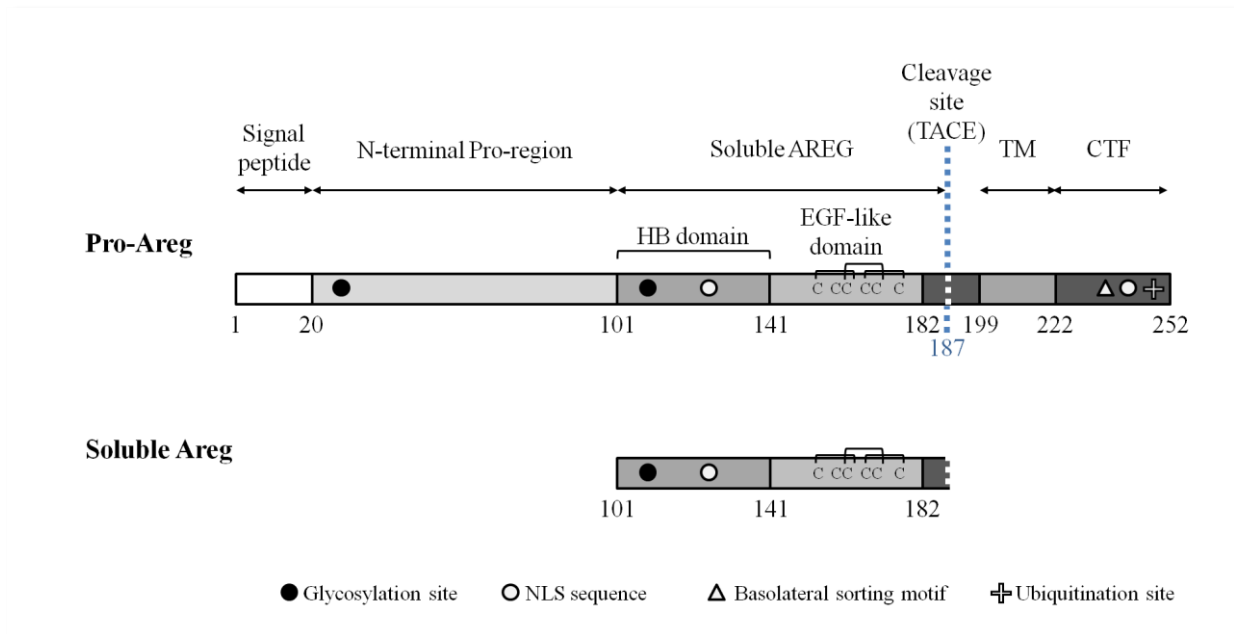 Cleavage
site
(TACE)
Signal
peptide
N-terminal Pro-region
Soluble AREG
TM
CTF
Pro-Areg
HB domain
EGF-like
domain
C CC CC C
1 20 101 141 182 199 222 252
187
Soluble Areg
C CC CC C
101 141 182
Glycosylation site NLS sequence Basolateral sorting motif Ubiquitination site